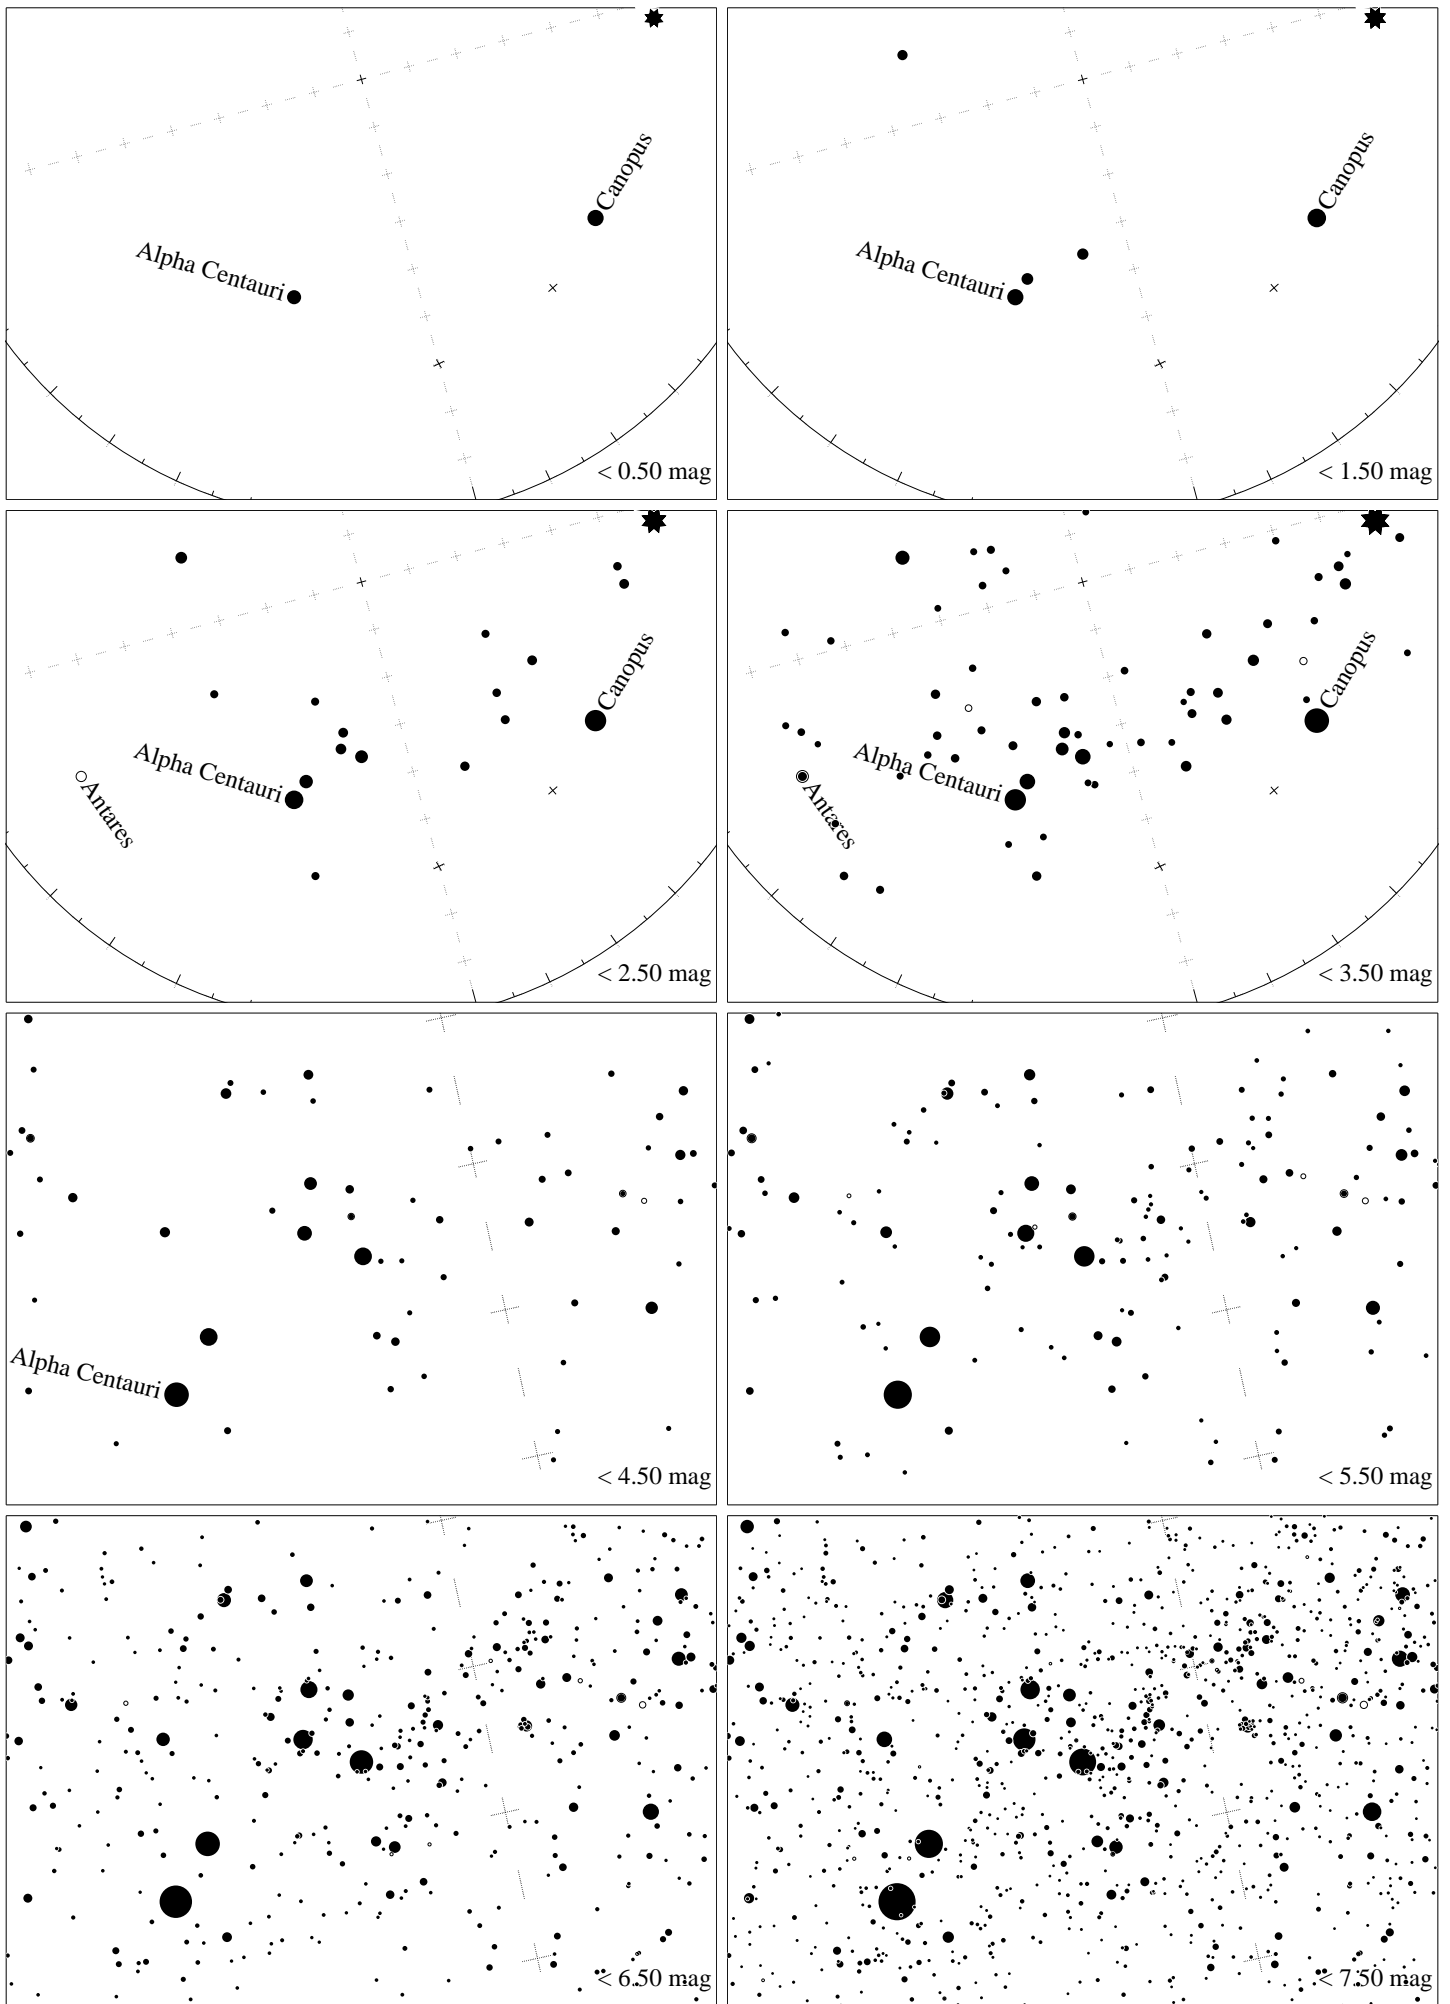 Canopus
Alpha Centauri
< 0.50 mag
Canopus
Alpha Centauri
< 1.50 mag
Canopus
Alpha Centauri
Antares
< 2.50 mag
Canopus
Alpha Centauri
Antares
< 3.50 mag
Alpha Centauri
< 4.50 mag
< 5.50 mag
< 6.50 mag
< 7.50 mag